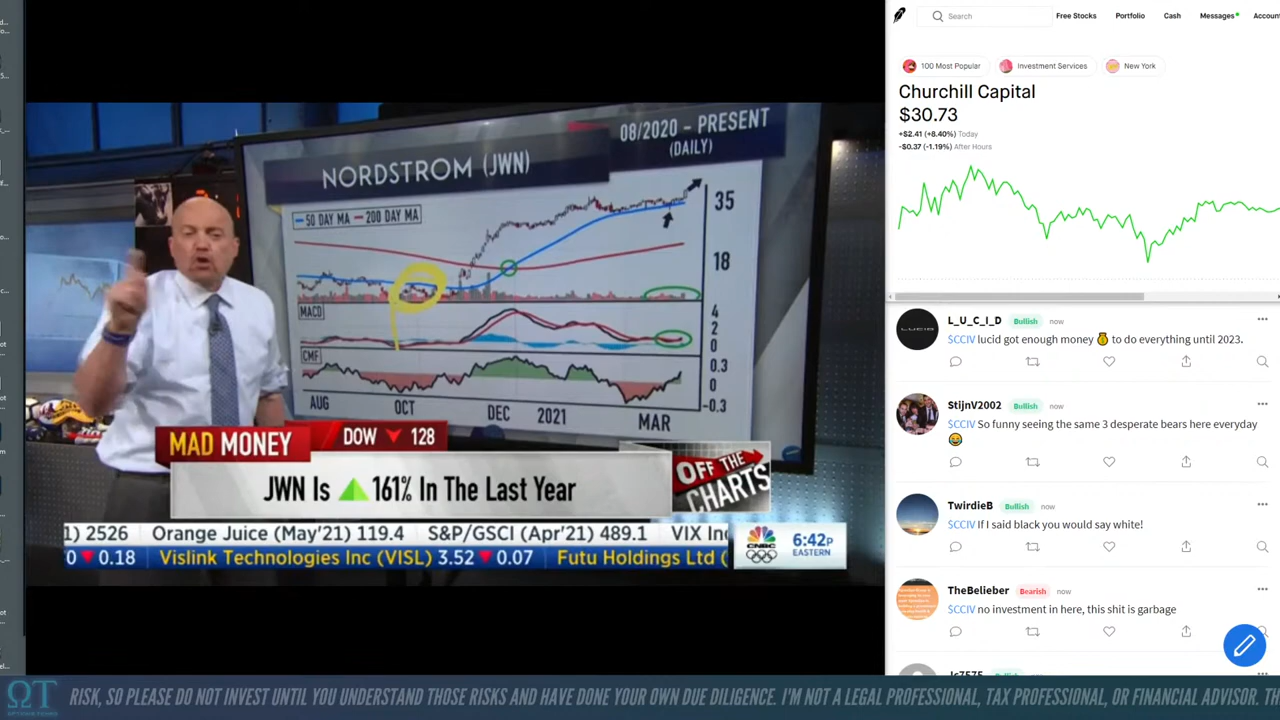 08/2020 – PRESENT
(DAILY)
NORDSTROM (JWN)
50 DAY MA
200 DAY MA
35
18
MACD
4
2
0
CMF
0.3
0
-0.3
AUG
OCT
DEC
2021
MAR
MAD MONEY
DOW 128
JWN Is 161% In The Last Year
OFF THE CHARTS
1) 2526 Orange Juice (May'21) 119.4 S&P/GSCI (Apr'21) 489.1 VIX
0 0.18 Vislink Technologies Inc (VISL) 3.52 0.07 Futu Holdings Ltd (
CNBC
6:42P
EASTERN
Search
Free Stocks
Portfolio
Cash
Messages
Account
100 Most Popular
Investment Services
New York
Churchill Capital
$30.73
+$2.41 (+8.40%) Today
-$0.37 (-1.19%) After Hours
L_U_C_I_D Bullish now
$CCIV lucid got enough money 💰 to do everything until 2023.
StijnV2002 Bullish now
$CCIV So funny seeing the same 3 desperate bears here everyday
😂
TwirdieB Bullish now
$CCIV If I said black you would say white!
TheBelieber Bearish now
$CCIV no investment in here, this shit is garbage
RISK, SO PLEASE DO NOT INVEST UNTIL YOU UNDERSTAND THOSE RISKS AND HAVE DONE YOUR OWN DUE DILIGENCE. I'M NOT A LEGAL PROFESSIONAL, TAX PROFESSIONAL, OR FINANCIAL ADVISOR.